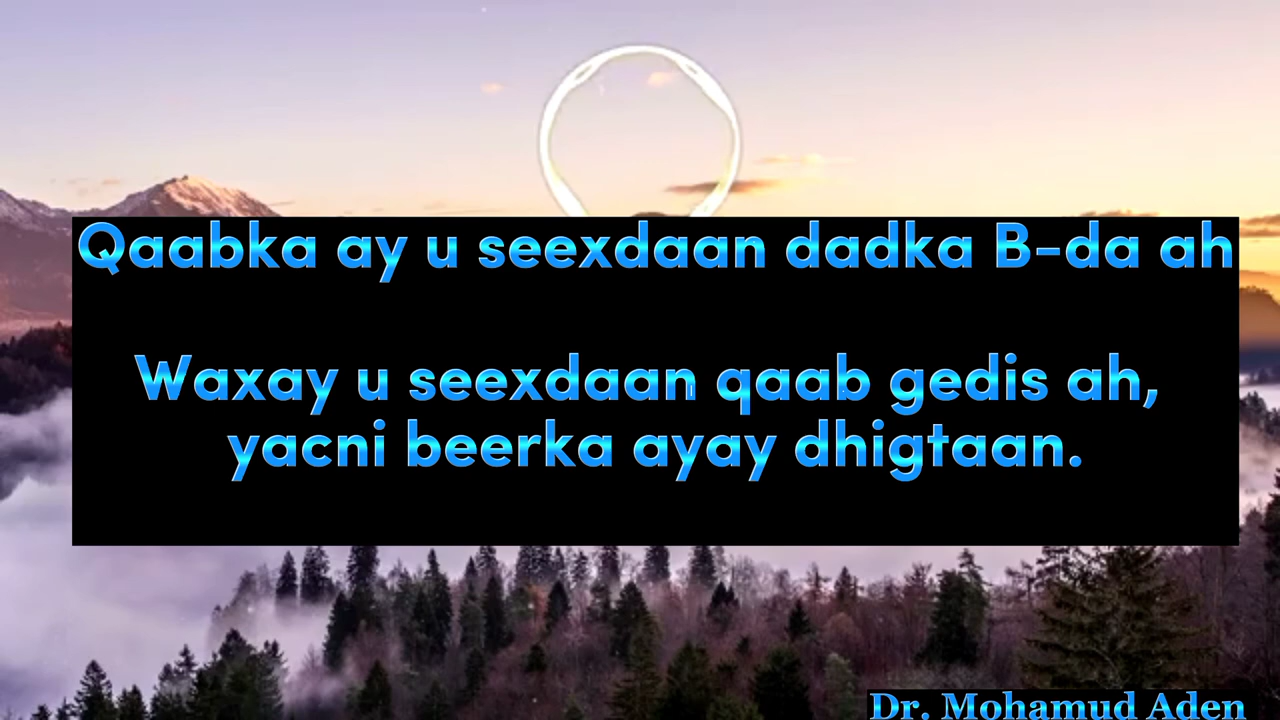 Qaabka ay u seexdaan dadka B-da ah
Waxay u seexdaan qaab gedis ah,
yacni beerka ayay dhigtaan.
Dr. Mohamud Aden